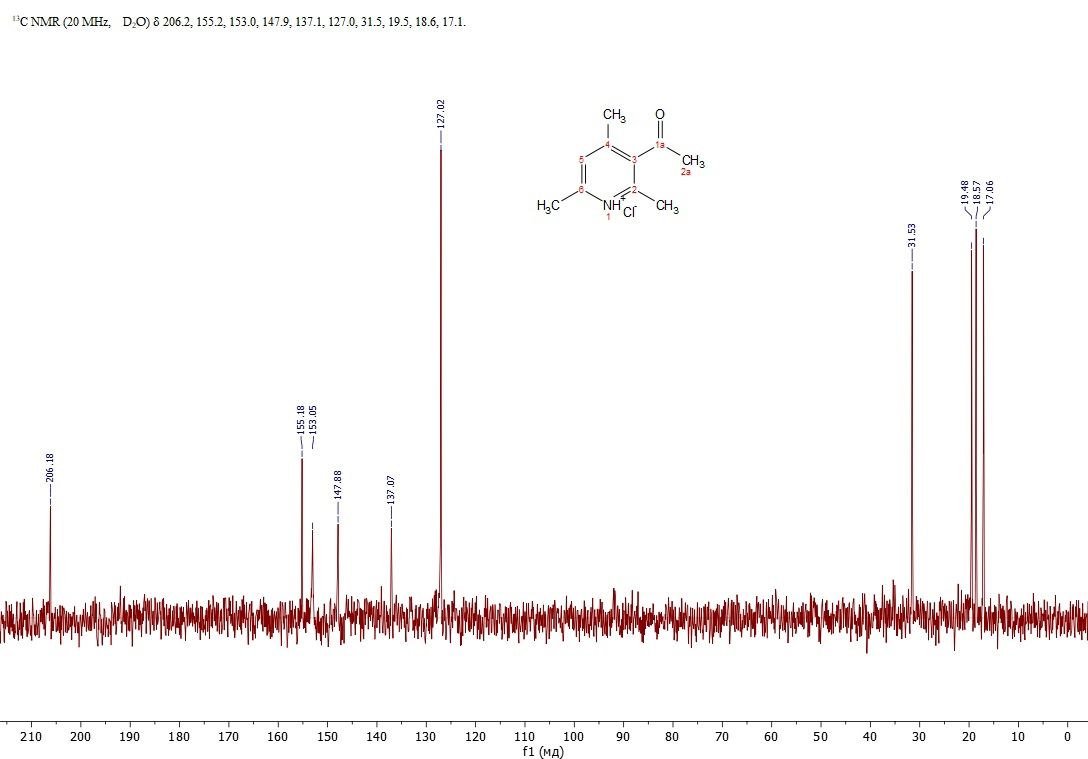 ¹³C NMR (20 MHz, D₂O) δ 206.2, 155.2, 153.0, 147.9, 137.1, 127.0, 31.5, 19.5, 18.6, 17.1.
127.02
CH₃
O
4
1a
5
3
CH₃
2a
6
2
H₃C
NH⁺
CH₃
1
Cl⁻
19.48
18.57
17.06
31.53
155.18
153.05
206.18
147.88
137.07
210 200 190 180 170 160 150 140 130 120 110 100 90 80 70 60 50 40 30 20 10 0
f1 (мд)